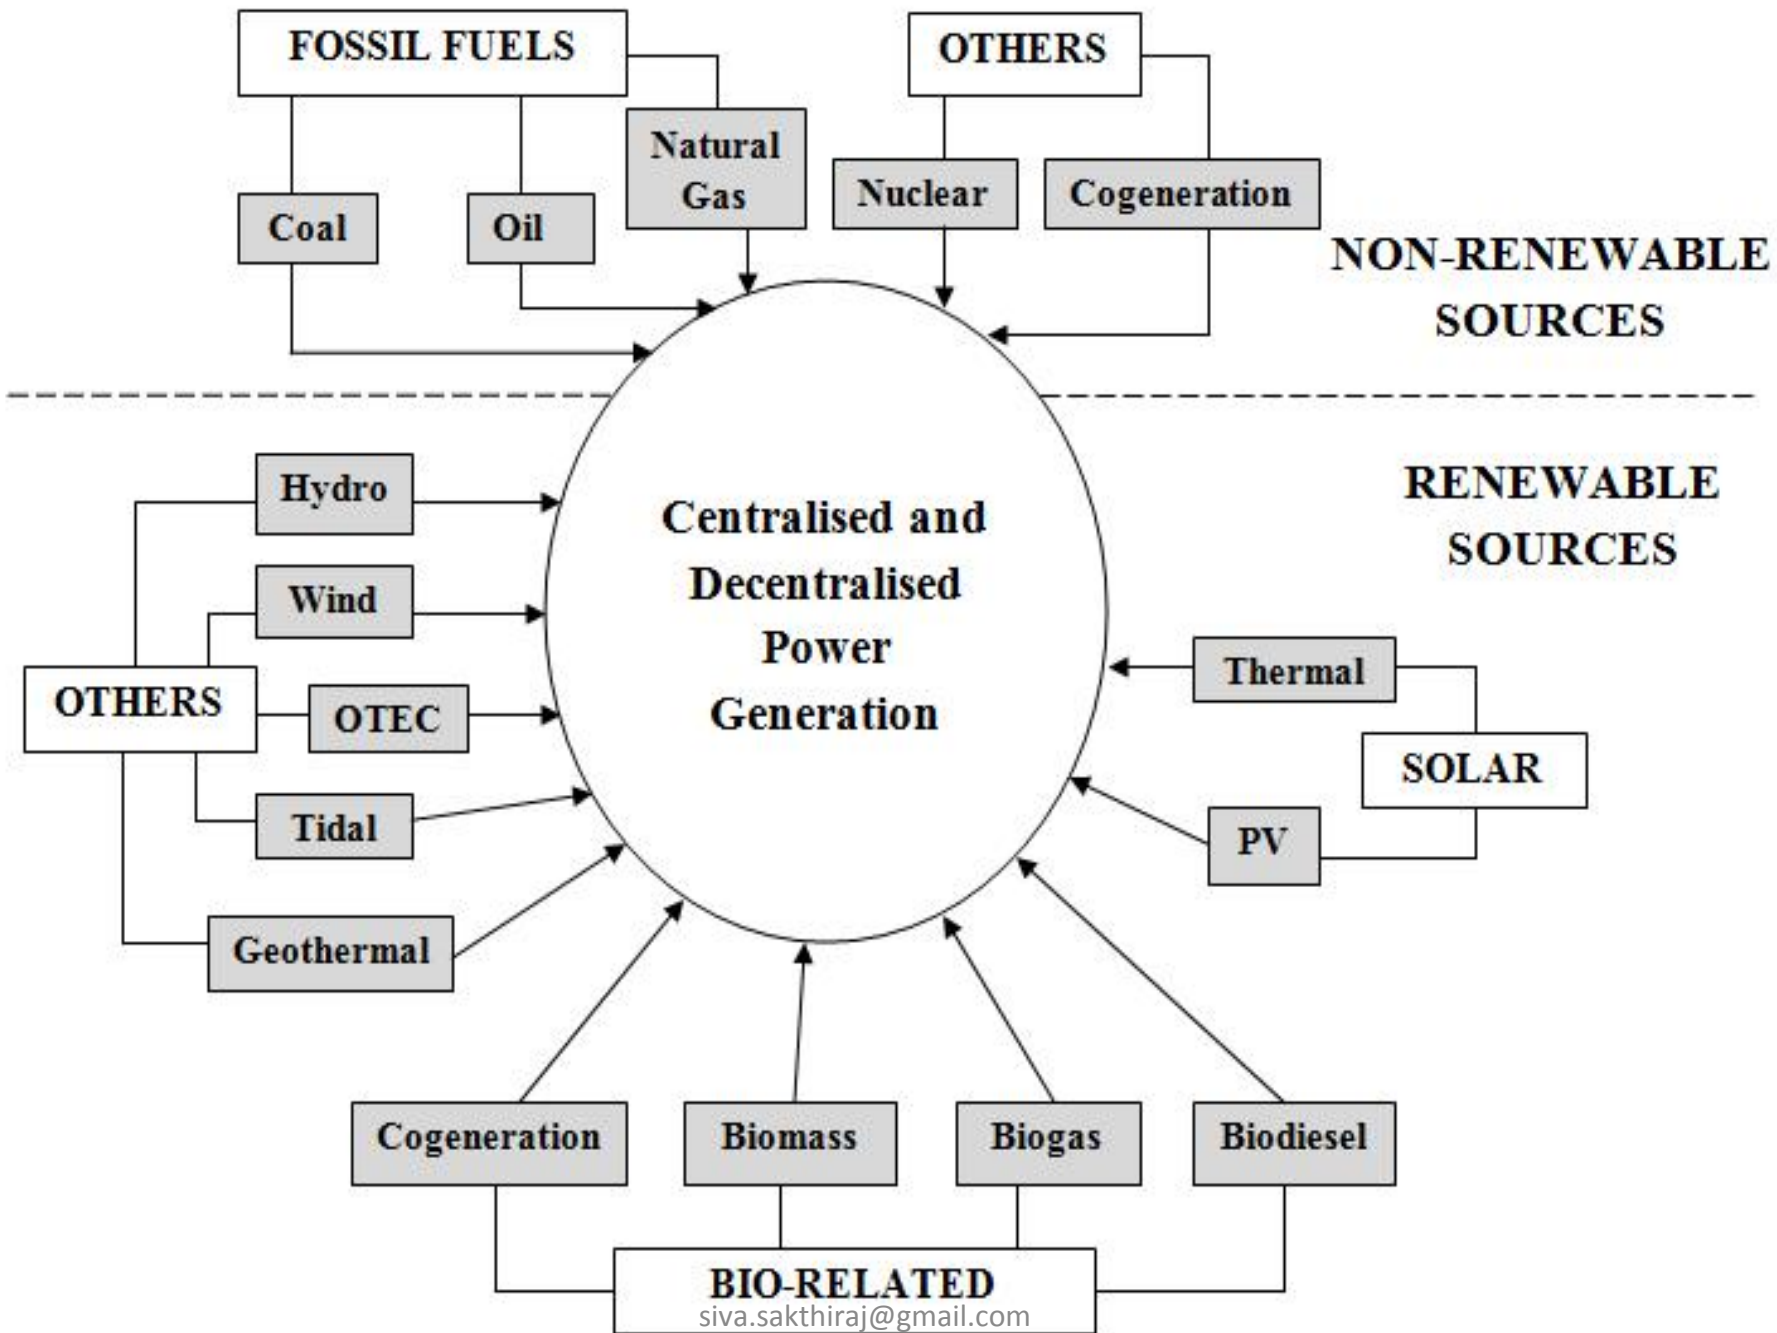 FOSSIL FUELS
OTHERS
Natural
Gas
Coal
Oil
Nuclear
Cogeneration
NON-RENEWABLE
SOURCES
RENEWABLE
SOURCES
Hydro
Wind
OTHERS
OTEC
Tidal
Geothermal
Centralised and
Decentralised
Power
Generation
Thermal
SOLAR
PV
Cogeneration
Biomass
Biogas
Biodiesel
BIO-RELATED
siva.sakthiraj@gmail.com